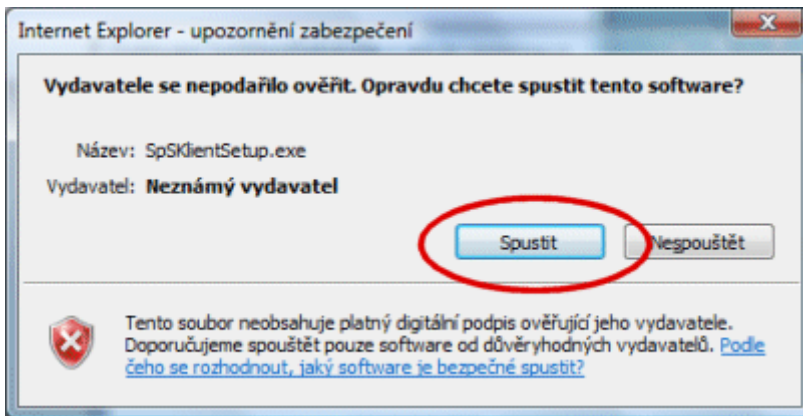 Internet Explorer - upozornění zabezpečení
Vydavatele se nepodařilo ověřit. Opravdu chcete spustit tento software?
Název: SpSKlientSetup.exe
Vydavatel: Neznámý vydavatel
Spustit Nespouštět
Tento soubor neobsahuje platný digitální podpis ověřující jeho vydavatele.
Doporučujeme spouštět pouze software od důvěryhodných vydavatelů. Podle
čeho se rozhodnout, jaký software je bezpečné spustit?